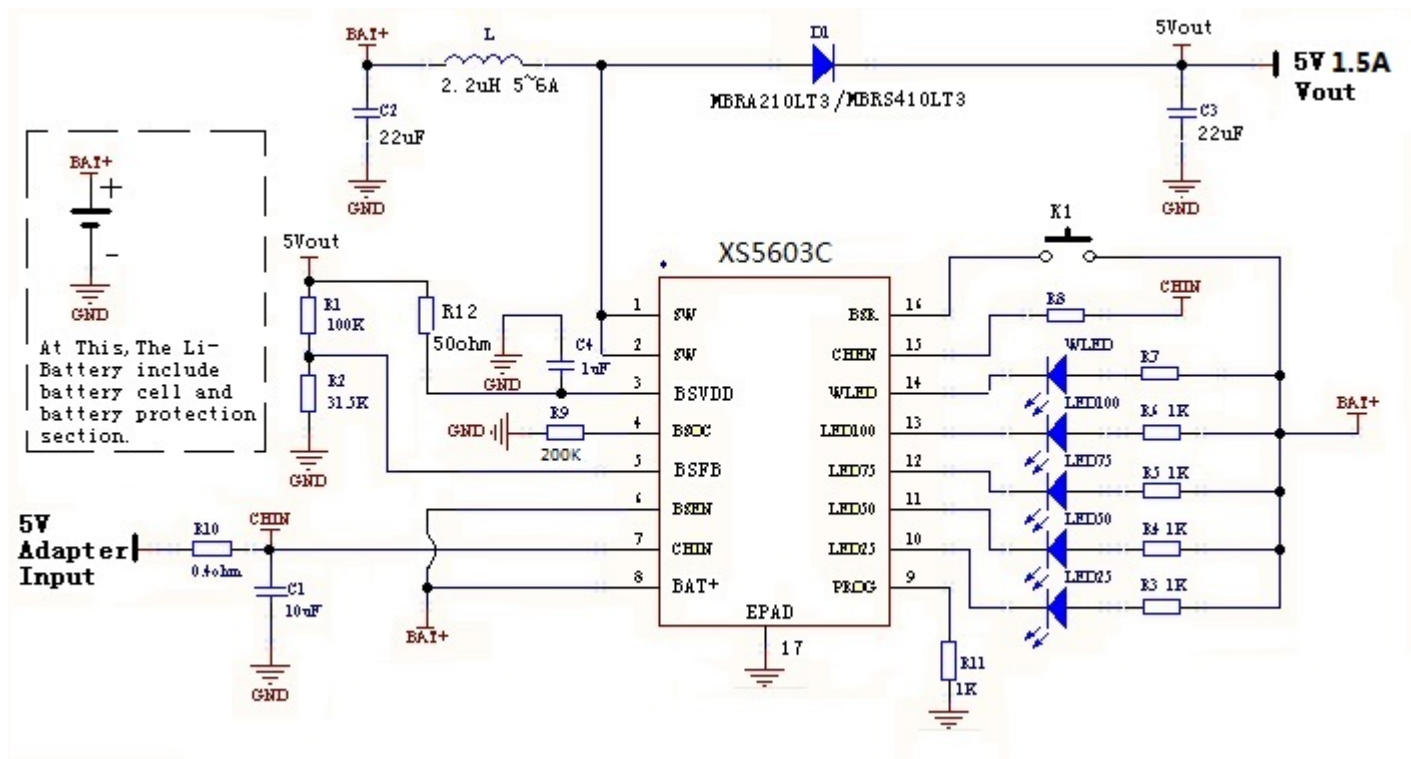 BAT+
L
2.2uH 5~6A
D1
MBRA210LT3/MBRS410LT3
5Vout
5V 1.5A
Vout
C2
22uF
GND
C3
22uF
GND
BAT+
+
-
GND
At This,The Li-
Battery include
battery cell and
battery protection
section.
5Vout
R1
100K
R2
31.5K
GND
R12
50ohm
GND
C4
1uF
GND
R9
200K
XS5603C
1 SW
2 SW
3 BSVDD
4 BSOC
5 BSFB
6 BSEN
7 CHIN
8 BAT+
16 BSR
15 CHEN
14 WLED
13 LED100
12 LED75
11 LED50
10 LED25
9 PROG
EPAD
17
K1
CHIN
R8
WLED
R7
LED100
R6 1K
LED75
R5 1K
LED50
R4 1K
LED25
R3 1K
BAT+
R11
1K
5V
Adapter
Input
R10
0.4ohm
CHIN
C1
10uF
GND
BAT+